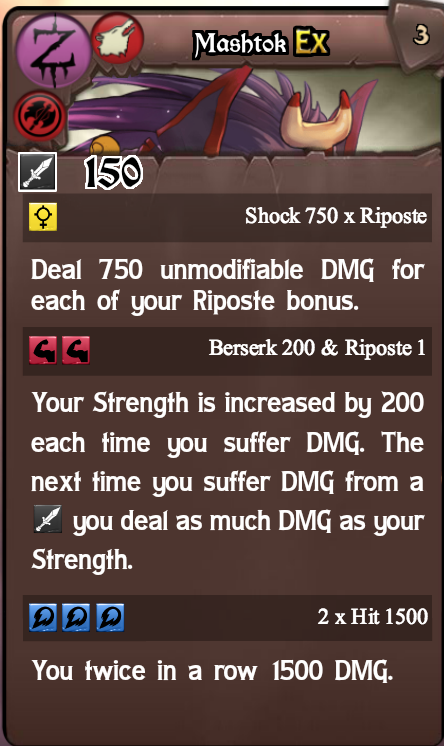 Z
Mashtok Ex
3
150
Shock 750 x Riposte
Deal 750 unmodifiable DMG for
each of your Riposte bonus.
Berserk 200 & Riposte 1
Your Strength is increased by 200
each time you suffer DMG. The
next time you suffer DMG from a
you deal as much DMG as your
Strength.
2 x Hit 1500
You twice in a row 1500 DMG.